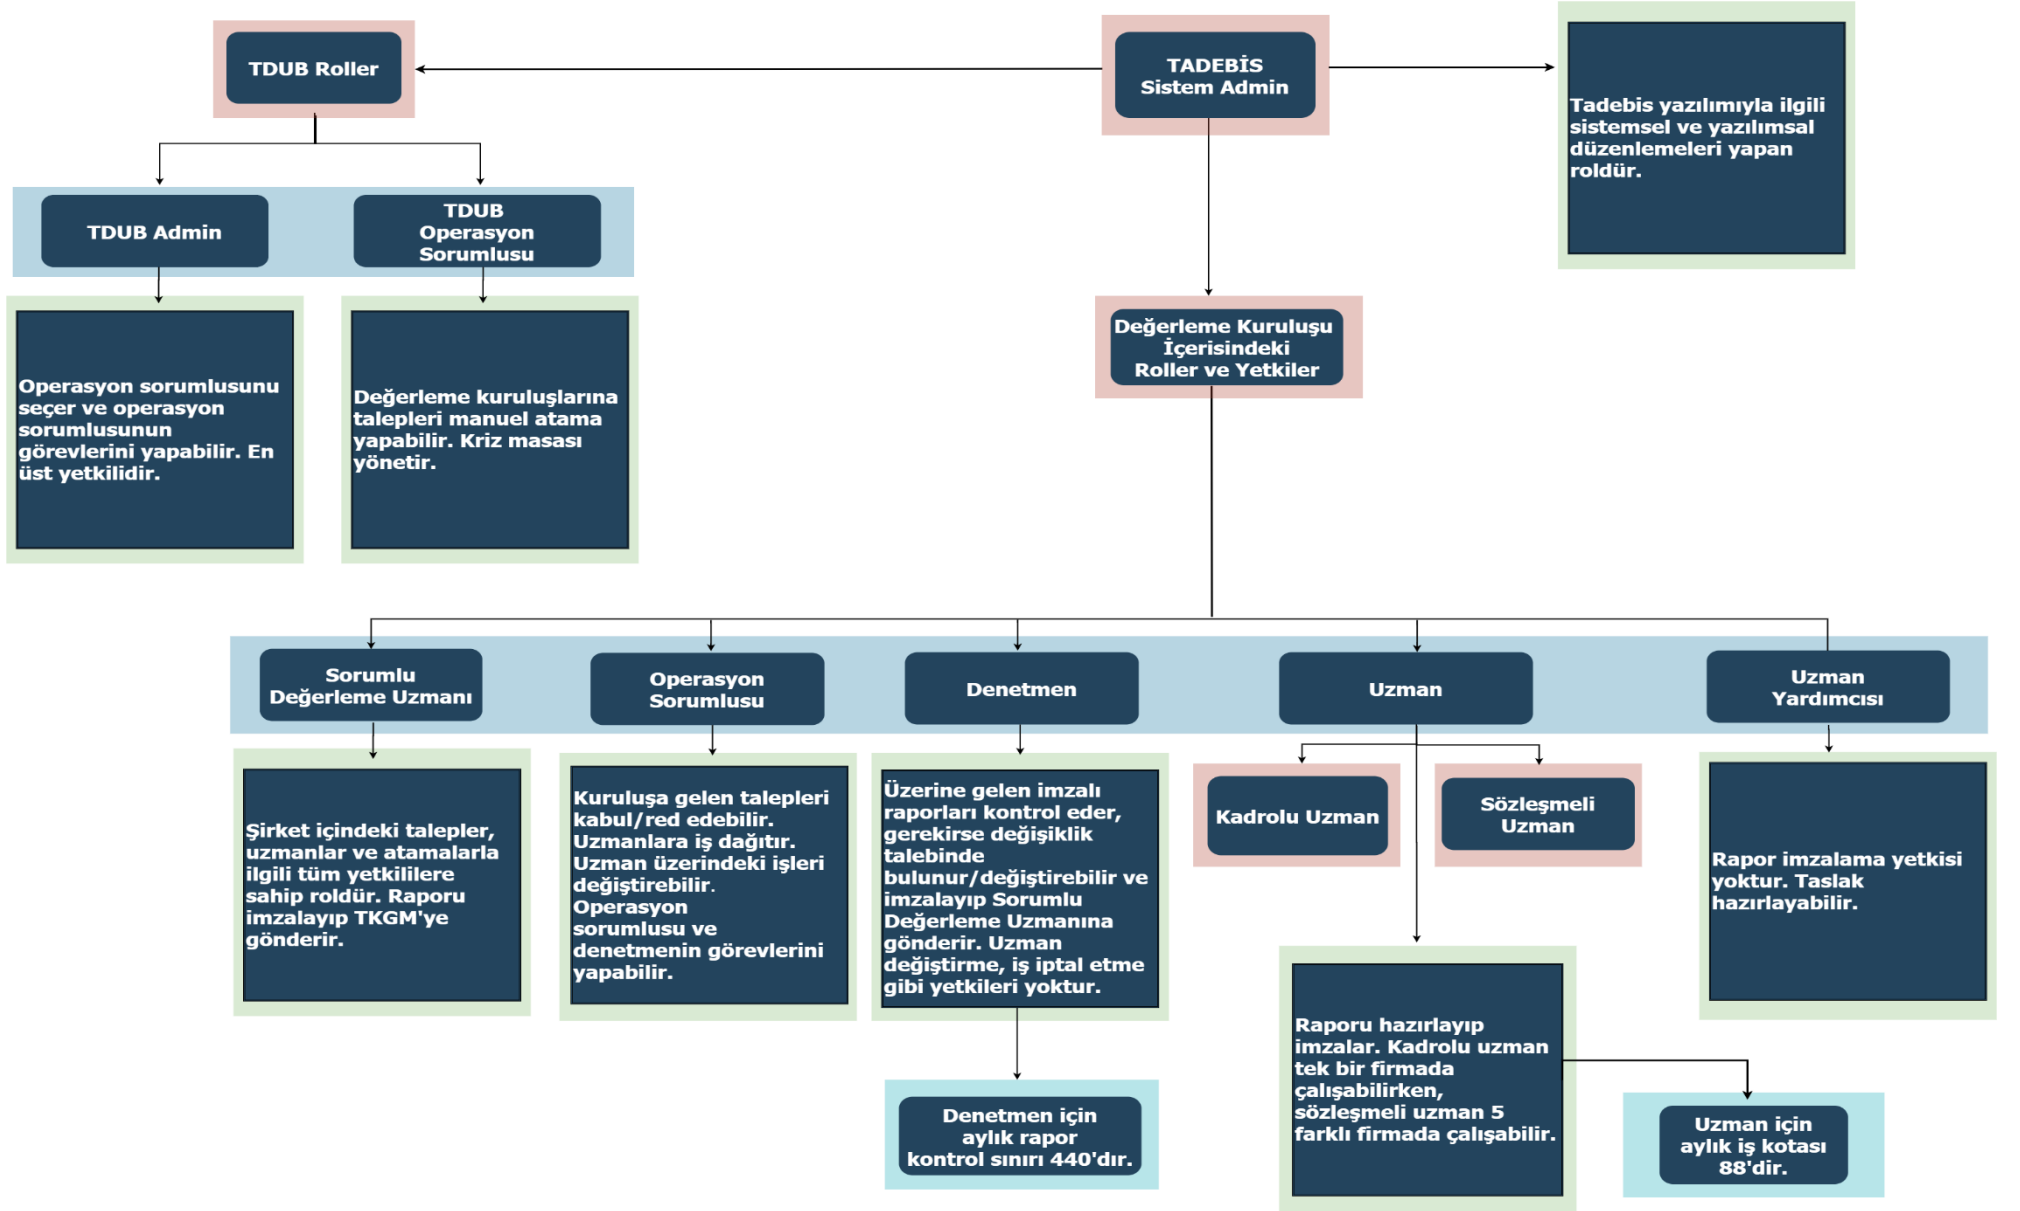 TDUB Roller
TADEBİS
Sistem Admin
Tadebis yazılımıyla ilgili
sistemsel ve yazılımsal
düzenlemeleri yapan
roldür.
TDUB Admin
TDUB
Operasyon
Sorumlusu
Operasyon sorumlusunu
seçer ve operasyon
sorumlusunun
görevlerini yapabilir. En
üst yetkilidir.
Değerleme kuruluşlarına
talepleri manuel atama
yapabilir. Kriz masası
yönetir.
Değerleme Kuruluşu
İçerisindeki
Roller ve Yetkiler
Sorumlu
Değerleme Uzmanı
Operasyon
Sorumlusu
Denetmen
Uzman
Uzman
Yardımcısı
Şirket içindeki talepler,
uzmanlar ve atamalarla
ilgili tüm yetkililere
sahip roldür. Raporu
imzalayıp TKGM'ye
gönderir.
Kuruluşa gelen talepleri
kabul/red edebilir.
Uzmanlara iş dağıtır.
Uzman üzerindeki işleri
değiştirebilir.
Operasyon
sorumlusu ve
denetmenin görevlerini
yapabilir.
Üzerine gelen imzalı
raporları kontrol eder,
gerekirse değişiklik
talebinde
bulunur/değiştirebilir ve
imzalayıp Sorumlu
Değerleme Uzmanına
gönderir. Uzman
değiştirme, iş iptal etme
gibi yetkileri yoktur.
Kadrolu Uzman
Sözleşmeli
Uzman
Rapor imzalama yetkisi
yoktur. Taslak
hazırlayabilir.
Denetmen için
aylık rapor
kontrol sınırı 440'dır.
Raporu hazırlayıp
imzalar. Kadrolu uzman
tek bir firmada
çalışabilirken,
sözleşmeli uzman 5
farklı firmada çalışabilir.
Uzman için
aylık iş kotası
88'dir.